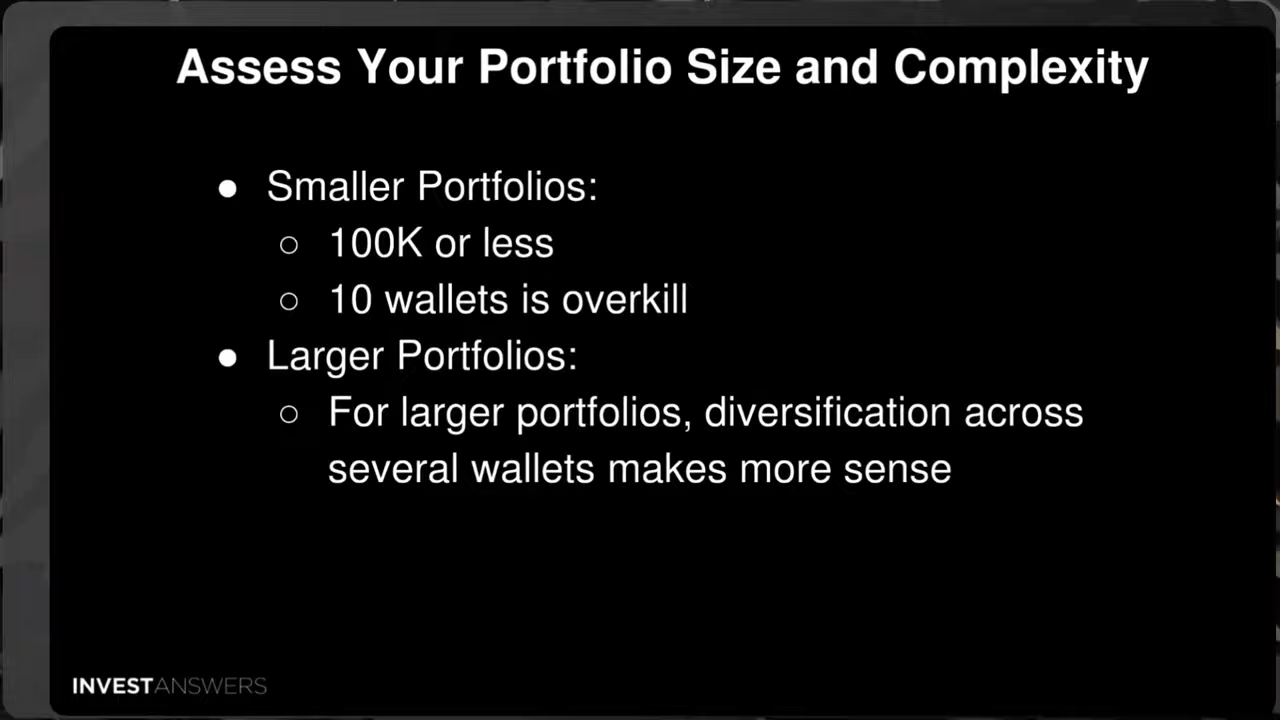 Assess Your Portfolio Size and Complexity
● Smaller Portfolios:
○ 100K or less
○ 10 wallets is overkill
● Larger Portfolios:
○ For larger portfolios, diversification across
several wallets makes more sense
INVESTANSWERS